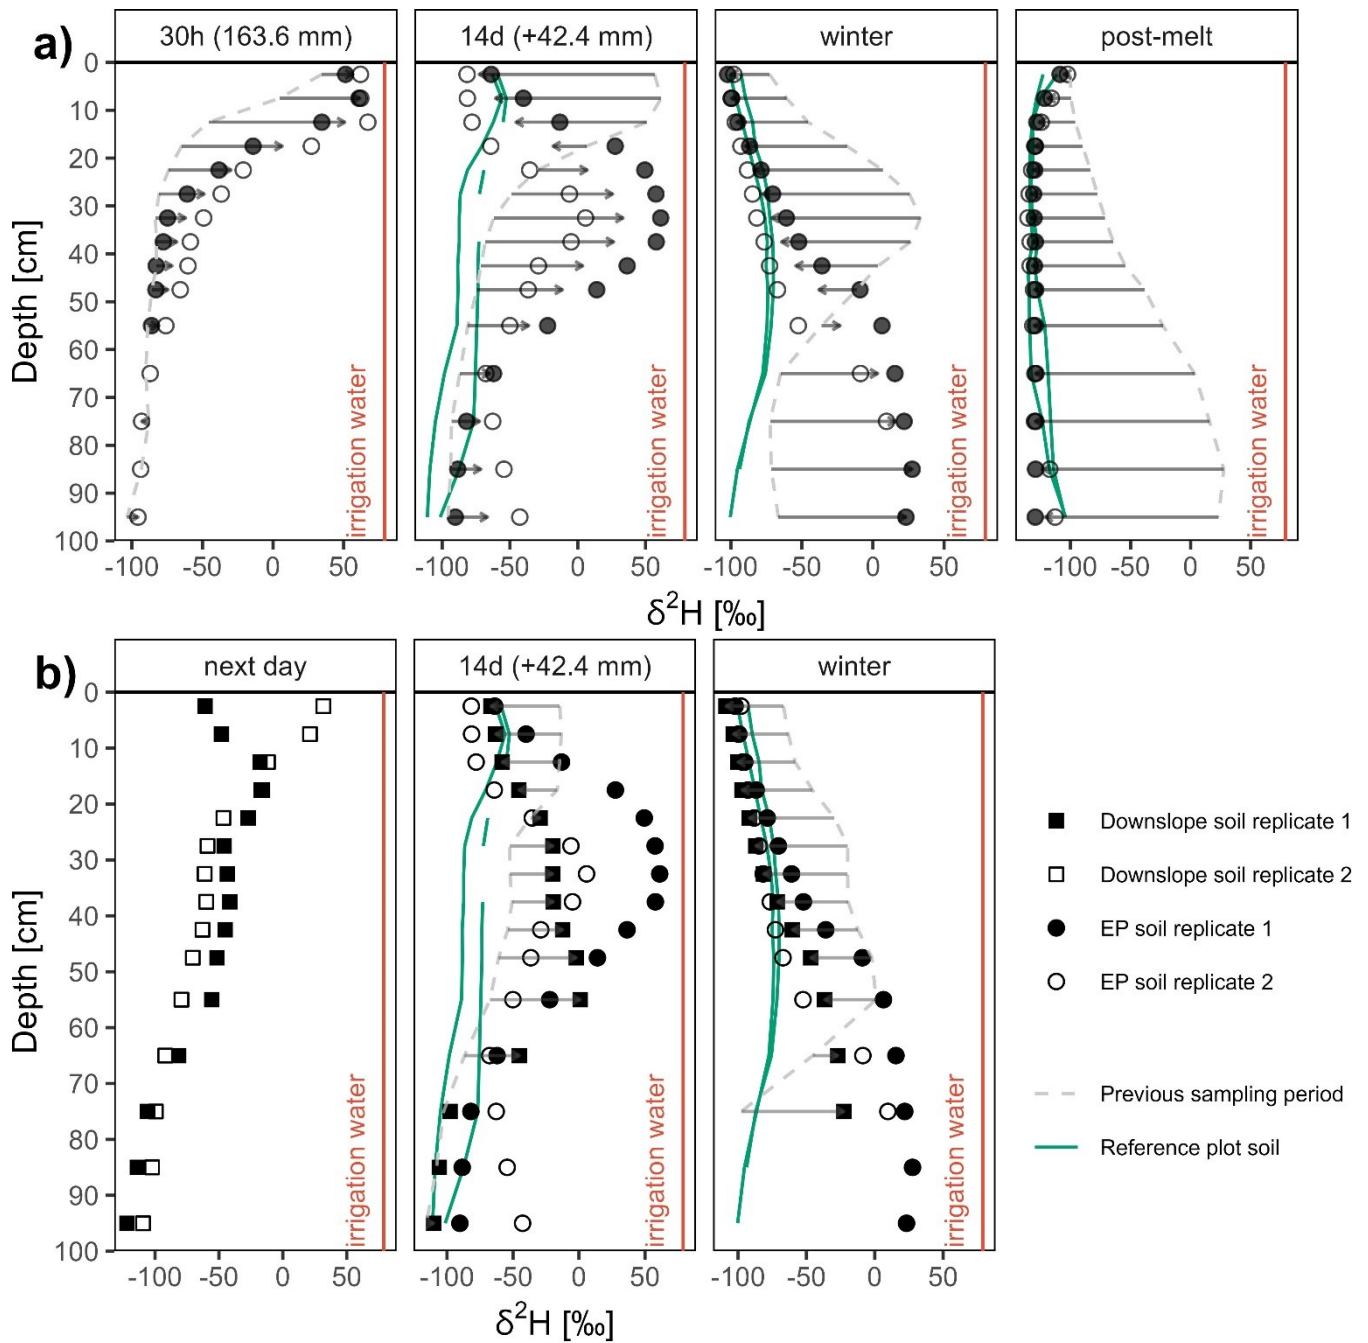 a)
30h (163.6 mm)
14d (+42.4 mm)
winter
post-melt
0
10
20
30
40
50
60
70
80
90
100
Depth [cm]
irrigation water
irrigation water
irrigation water
irrigation water
-100 -50 0 50
-100 -50 0 50
-100 -50 0 50
-100 -50 0 50
δ²H [‰]
b)
next day
14d (+42.4 mm)
winter
0
10
20
30
40
50
60
70
80
90
100
Depth [cm]
irrigation water
irrigation water
irrigation water
-100 -50 0 50
-100 -50 0 50
-100 -50 0 50
δ²H [‰]
Downslope soil replicate 1
Downslope soil replicate 2
EP soil replicate 1
EP soil replicate 2
Previous sampling period
Reference plot soil